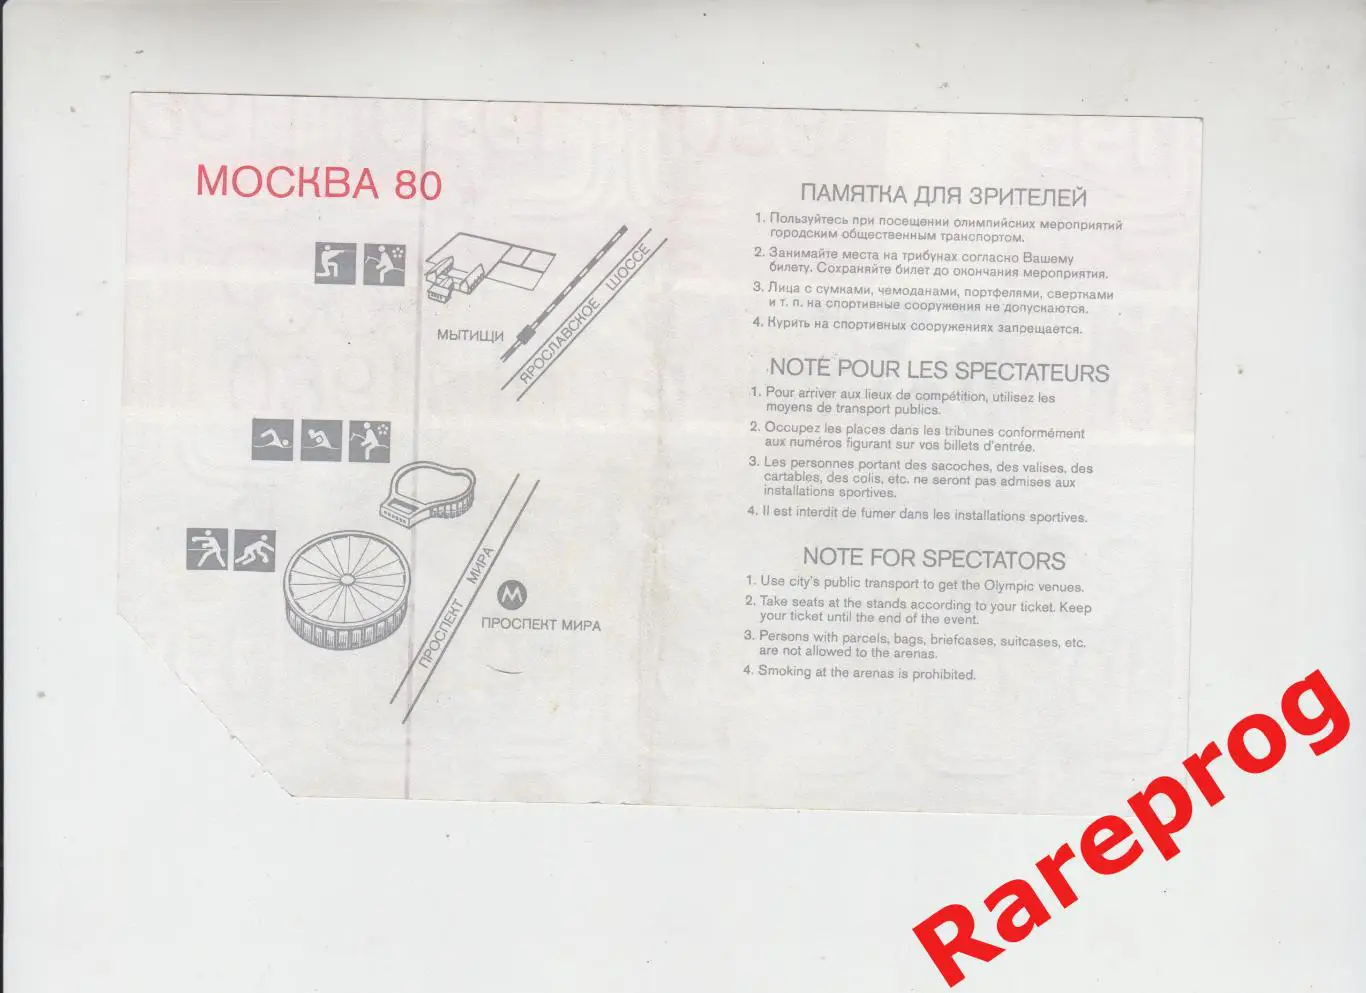 МОСКВА 80
МЫТИЩИ
ЯРОСЛАВСКОЕ ШОССЕ
ПРОСПЕКТ МИРА
М
ПРОСПЕКТ МИРА
ПАМЯТКА ДЛЯ ЗРИТЕЛЕЙ
1. Пользуйтесь при посещении олимпийских мероприятий
городским общественным транспортом.
2. Занимайте места на трибунах согласно Вашему
билету. Сохраняйте билет до окончания мероприятия.
3. Лица с сумками, чемоданами, портфелями, свертками
и т. п. на спортивные сооружения не допускаются.
4. Курить на спортивных сооружениях запрещается.
NOTE POUR LES SPECTATEURS
1. Pour arriver aux lieux de compétition, utilisez les
moyens de transport publics.
2. Occupez les places dans les tribunes conformément
aux numéros figurant sur vos billets d'entrée.
3. Les personnes portant des sacoches, des valises, des
cartables, des colis, etc. ne seront pas admises aux
installations sportives.
4. Il est interdit de fumer dans les installations sportives.
NOTE FOR SPECTATORS
1. Use city's public transport to get the Olympic venues.
2. Take seats at the stands according to your ticket. Keep
your ticket until the end of the event.
3. Persons with parcels, bags, briefcases, suitcases, etc.
are not allowed to the arenas.
4. Smoking at the arenas is prohibited.
Rareprog